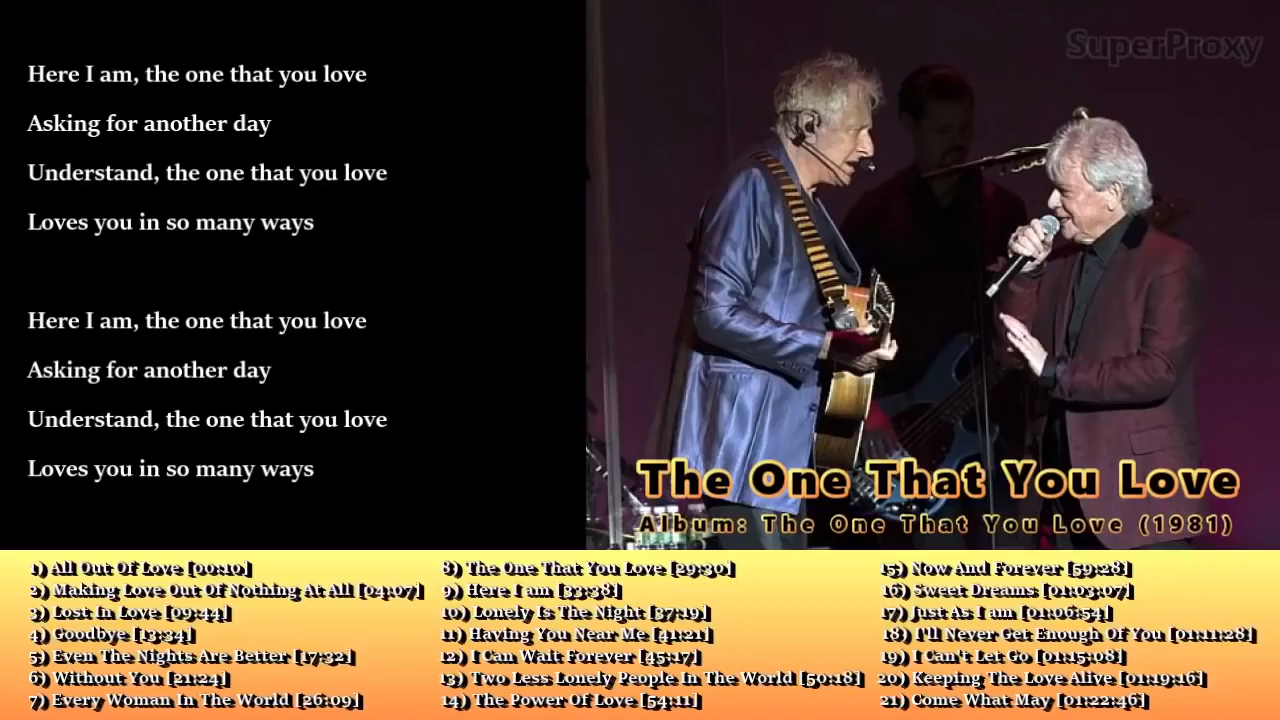 Here I am, the one that you love
Asking for another day
Understand, the one that you love
Loves you in so many ways
Here I am, the one that you love
Asking for another day
Understand, the one that you love
Loves you in so many ways
SuperProxy
The One That You Love
Album: The One That You Love (1981)
1) All Out Of Love [00:10]
2) Making Love Out Of Nothing At All [04:07]
3) Lost In Love [09:44]
4) Goodbye [13:34]
5) Even The Nights Are Better [17:32]
6) Without You [21:24]
7) Every Woman In The World [26:09]
8) The One That You Love [29:30]
9) Here I am [33:38]
10) Lonely Is The Night [37:19]
11) Having You Near Me [41:21]
12) I Can Wait Forever [45:17]
13) Two Less Lonely People In The World [50:18]
14) The Power Of Love [54:11]
15) Now And Forever [59:28]
16) Sweet Dreams [01:03:07]
17) Just As I am [01:06:54]
18) I'll Never Get Enough Of You [01:11:28]
19) I Can't Let Go [01:15:08]
20) Keeping The Love Alive [01:19:16]
21) Come What May [01:22:46]